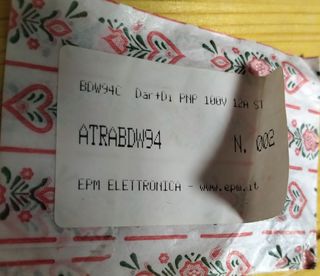 BDW94C Dar+Di PNP 100V 12A ST
ATRABDW94 N. 002
EPM ELETTRONICA - www.epm.it